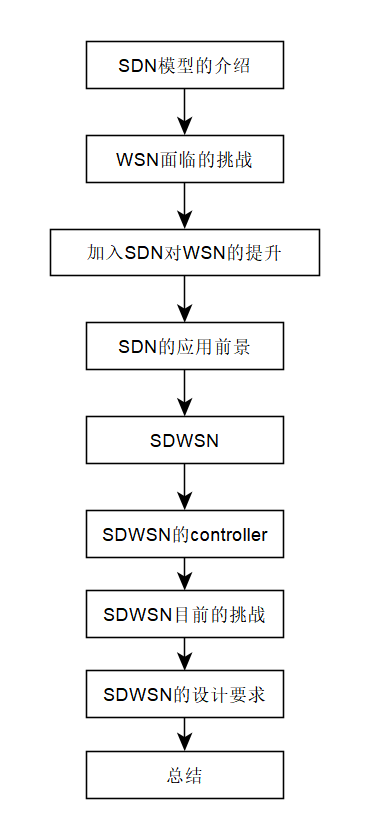 SDN模型的介绍
WSN面临的挑战
加入SDN对WSN的提升
SDN的应用前景
SDWSN
SDWSN的controller
SDWSN目前的挑战
SDWSN的设计要求
总结